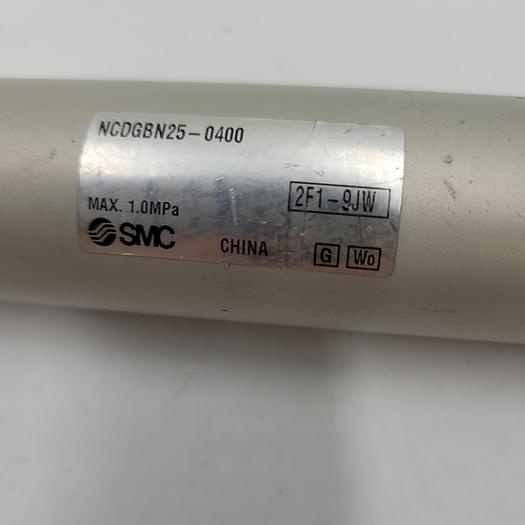 NCDGBN25-0400
2F1-9JW
MAX. 1.0MPa
SMC
CHINA
G Wo